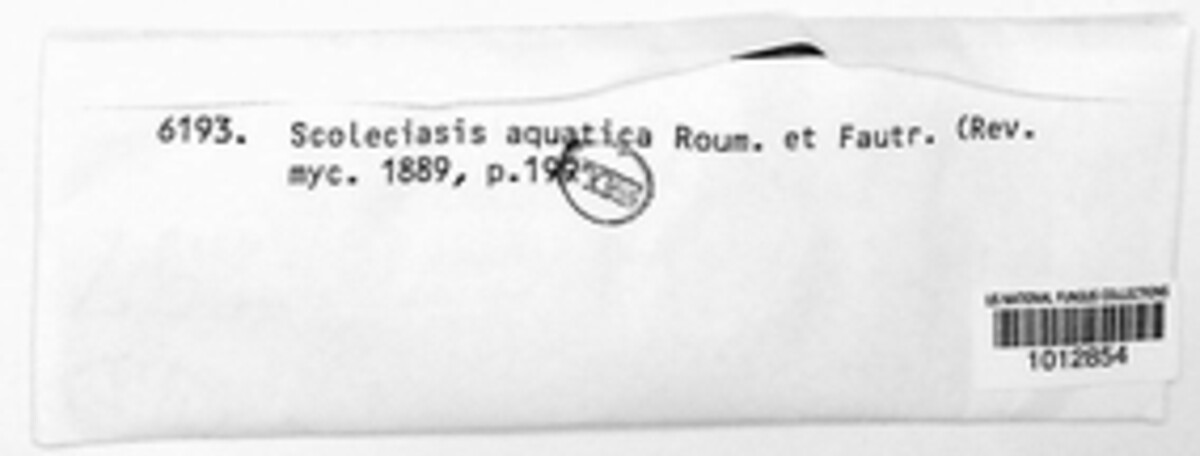 6193. Scoleciasis aquatica Roum. et Fautr. (Rev.
myc. 1889, p.
US NATIONAL FUNGUS COLLECTIONS
1012854